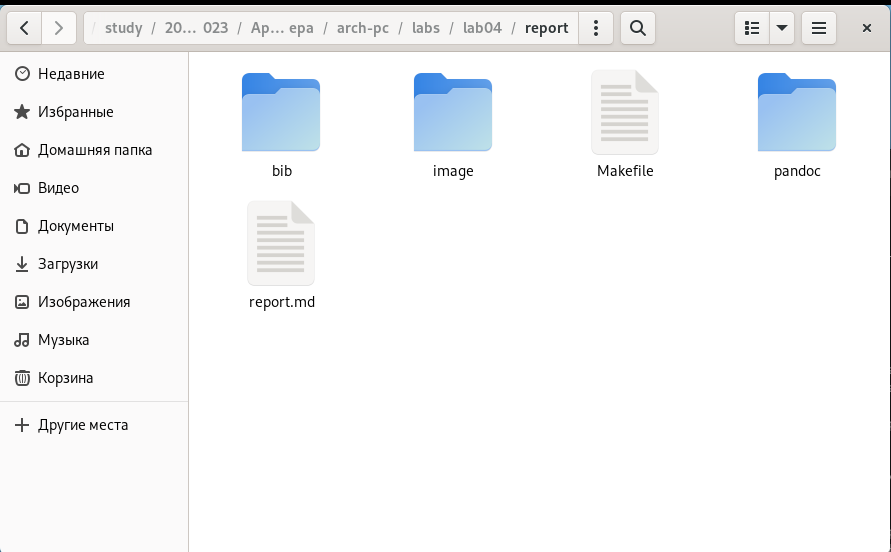 / study / 20... 023 / Ap... epa / arch-pc / labs / lab04 / report
Недавние
Избранные
Домашняя папка
Видео
Документы
Загрузки
Изображения
Музыка
Корзина
Другие места
bib image Makefile pandoc
report.md